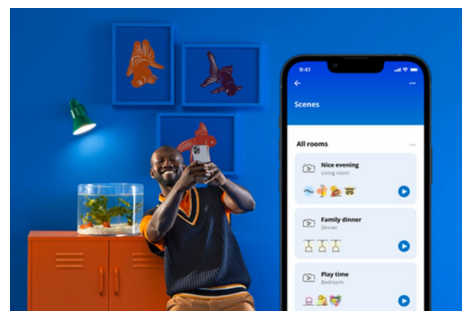 9:41
Scenes
All rooms
Nice evening
Living room
Family dinner
Dinner
Play time
Bedroom